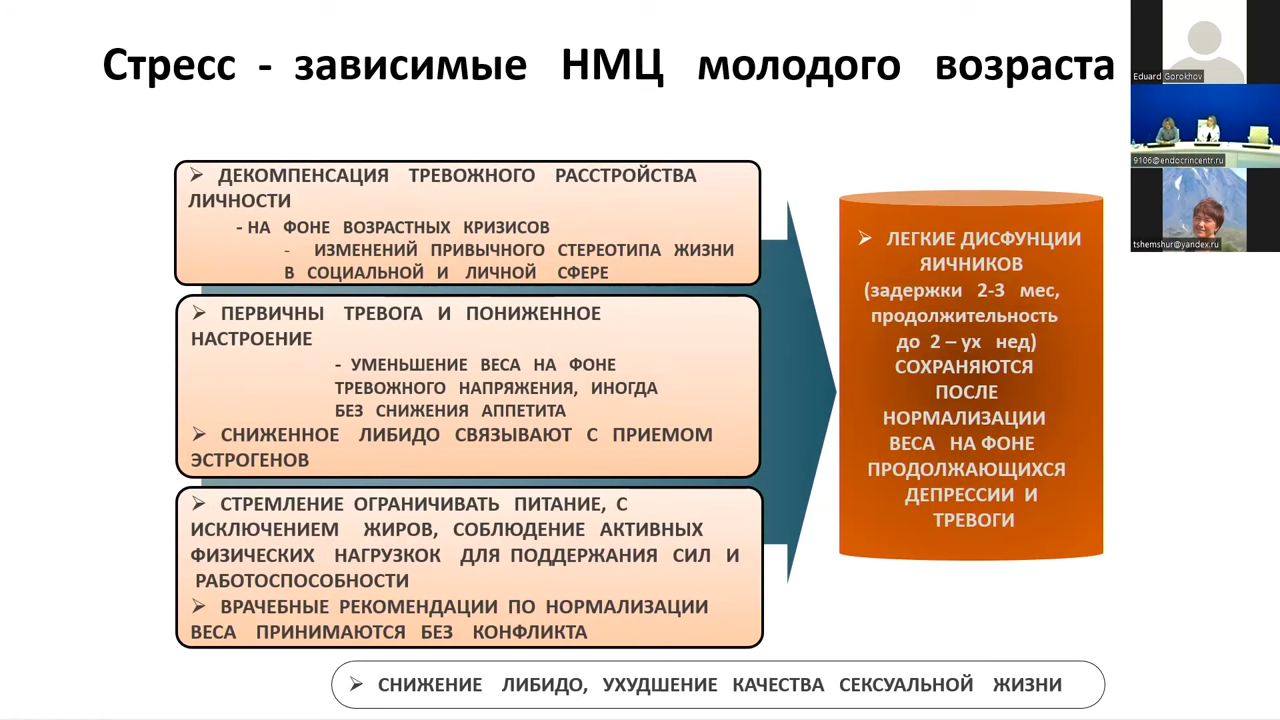 Стресс - зависимые НМЦ молодого возраста
➢ ДЕКОМПЕНСАЦИЯ ТРЕВОЖНОГО РАССТРОЙСТВА
ЛИЧНОСТИ
- НА ФОНЕ ВОЗРАСТНЫХ КРИЗИСОВ
- ИЗМЕНЕНИЙ ПРИВЫЧНОГО СТЕРЕОТИПА ЖИЗНИ
В СОЦИАЛЬНОЙ И ЛИЧНОЙ СФЕРЕ
➢ ПЕРВИЧНЫ ТРЕВОГА И ПОНИЖЕННОЕ
НАСТРОЕНИЕ
- УМЕНЬШЕНИЕ ВЕСА НА ФОНЕ
ТРЕВОЖНОГО НАПРЯЖЕНИЯ, ИНОГДА
БЕЗ СНИЖЕНИЯ АППЕТИТА
➢ СНИЖЕННОЕ ЛИБИДО СВЯЗЫВАЮТ С ПРИЕМОМ
ЭСТРОГЕНОВ
➢ СТРЕМЛЕНИЕ ОГРАНИЧИВАТЬ ПИТАНИЕ, С
ИСКЛЮЧЕНИЕМ ЖИРОВ, СОБЛЮДЕНИЕ АКТИВНЫХ
ФИЗИЧЕСКИХ НАГРУЗКОК ДЛЯ ПОДДЕРЖАНИЯ СИЛ И
РАБОТОСПОСОБНОСТИ
➢ ВРАЧЕБНЫЕ РЕКОМЕНДАЦИИ ПО НОРМАЛИЗАЦИИ
ВЕСА ПРИНИМАЮТСЯ БЕЗ КОНФЛИКТА
➢ ЛЕГКИЕ ДИСФУНЦИИ
ЯИЧНИКОВ
(задержки 2-3 мес,
продолжительность
до 2 – ух нед)
СОХРАНЯЮТСЯ
ПОСЛЕ
НОРМАЛИЗАЦИИ
ВЕСА НА ФОНЕ
ПРОДОЛЖАЮЩИХСЯ
ДЕПРЕССИИ И
ТРЕВОГИ
➢ СНИЖЕНИЕ ЛИБИДО, УХУДШЕНИЕ КАЧЕСТВА СЕКСУАЛЬНОЙ ЖИЗНИ
Eduard Gorokhov
9106@endocrincentr.ru
tshemshur@yandex.ru